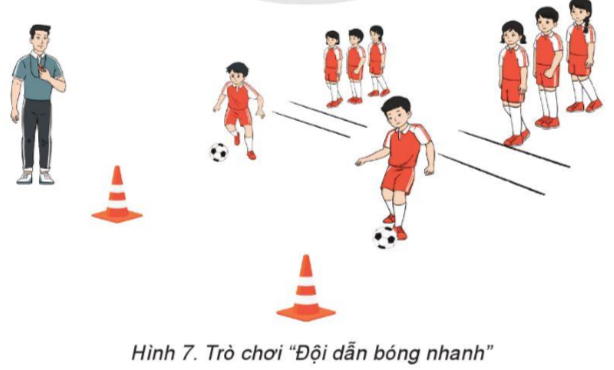 Hình 7. Trò chơi “Đội dẫn bóng nhanh”